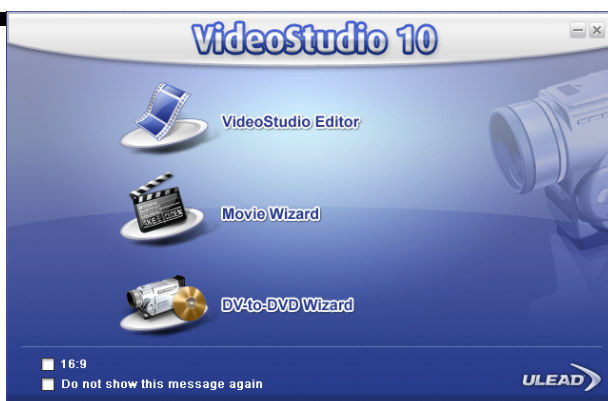 VideoStudio 10
VideoStudio Editor
Movie Wizard
DV-to-DVD Wizard
16:9
Do not show this message again
ULEAD